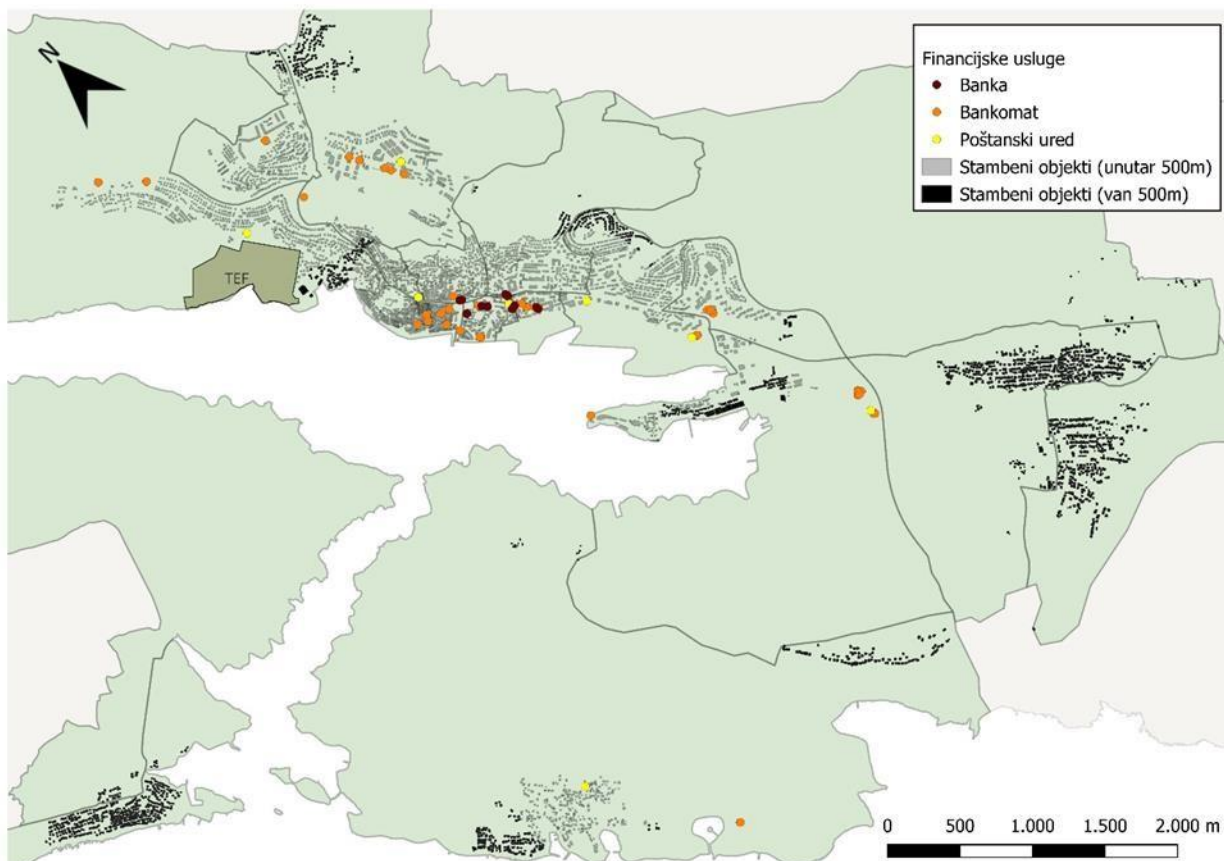 N
Financijske usluge
Banka
Bankomat
Poštanski ured
Stambeni objekti (unutar 500m)
Stambeni objekti (van 500m)
TEF
0 500 1.000 1.500 2.000 m